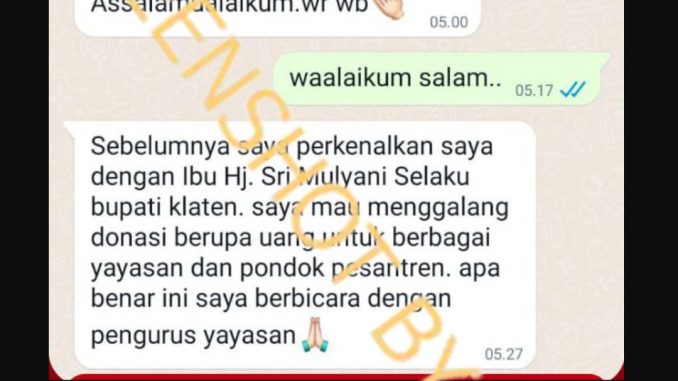 Assalamualaikum.wr wb
05.00
waalaikum salam..
05.17
Sebelumnya saya perkenalkan saya
dengan Ibu Hj. Sri Mulyani Selaku
bupati klaten. saya mau menggalang
donasi berupa uang untuk berbagai
yayasan dan pondok pesantren. apa
benar ini saya berbicara dengan
pengurus yayasan
05.27
ENSHOT BY